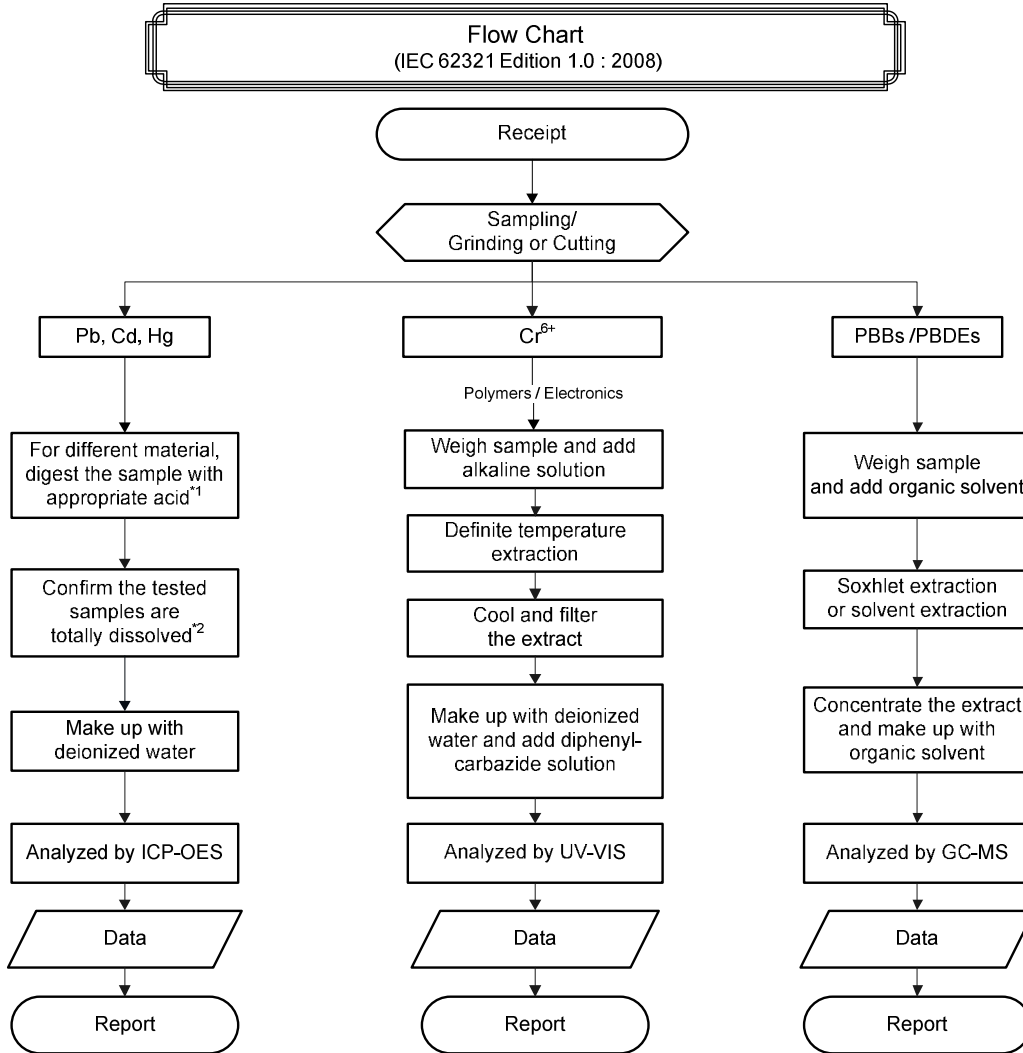 Flow Chart
(IEC 62321 Edition 1.0 : 2008)
Receipt
Sampling/
Grinding or Cutting
Pb, Cd, Hg
For different material,
digest the sample with
appropriate acid*1
Confirm the tested
samples are
totally dissolved*2
Make up with
deionized water
Analyzed by ICP-OES
Data
Report
Cr6+
Polymers / Electronics
Weigh sample and add
alkaline solution
Definite temperature
extraction
Cool and filter
the extract
Make up with deionized
water and add diphenyl-
carbazide solution
Analyzed by UV-VIS
Data
Report
PBBs /PBDEs
Weigh sample
and add organic solvent
Soxhlet extraction
or solvent extraction
Concentrate the extract
and make up with
organic solvent
Analyzed by GC-MS
Data
Report